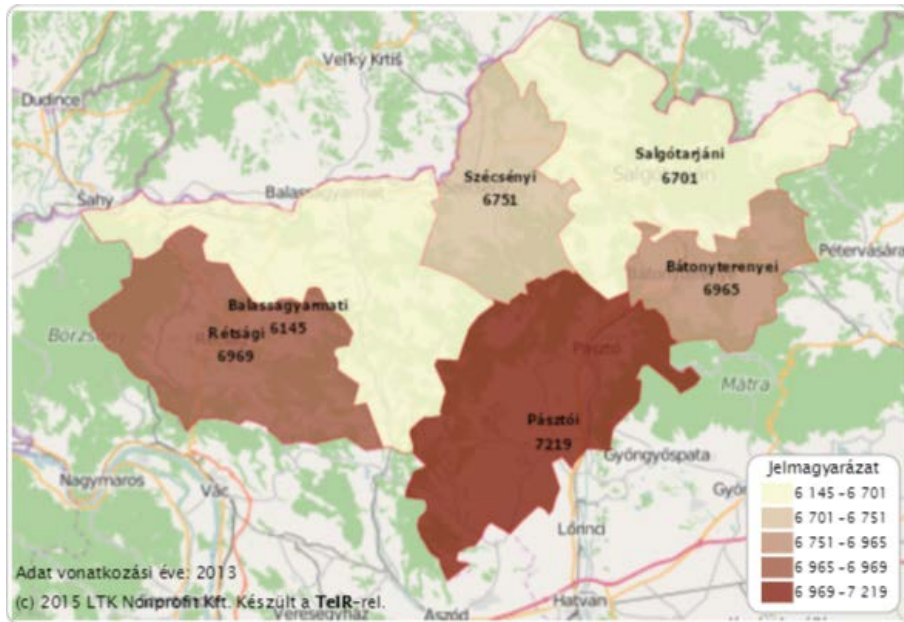 Veľký Krtíš
Dudince
Salgótarjáni
6701
Szécsényi
6751
Balassagyarmat
Šahy
Pétervására
Bátonyterenyei
6965
Balassagyarmati
6145
Rétsági
6969
Börzsöny
Pásztó
Mátra
Pásztói
7219
Gyöngyöspata
Nagymaros
Vác
Lőrinci
Jelmagyarázat
6 145 - 6 701
6 701 - 6 751
6 751 - 6 965
6 965 - 6 969
6 969 - 7 219
Adat vonatkozási éve: 2013
(c) 2015 LTK Nonprofit Kft. Készült a TeIR-rel.
Veresegyház
Aszód
Hatvan